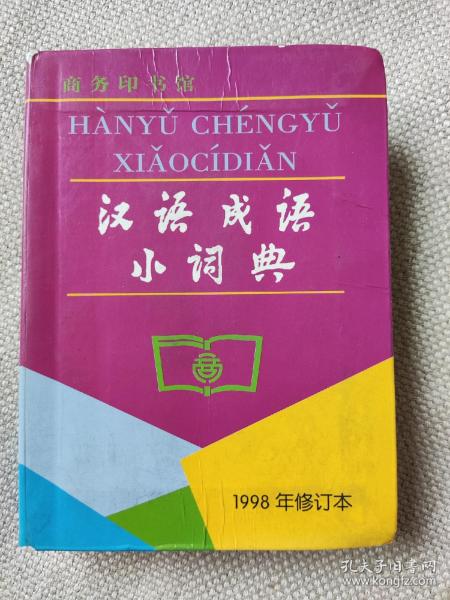 商务印书馆
HÀNYǓ CHÉNGYǓ
XIǍOCÍDIǍN
汉语成语
小词典
1998年修订本
孔夫子旧书网
www.kongfz.com